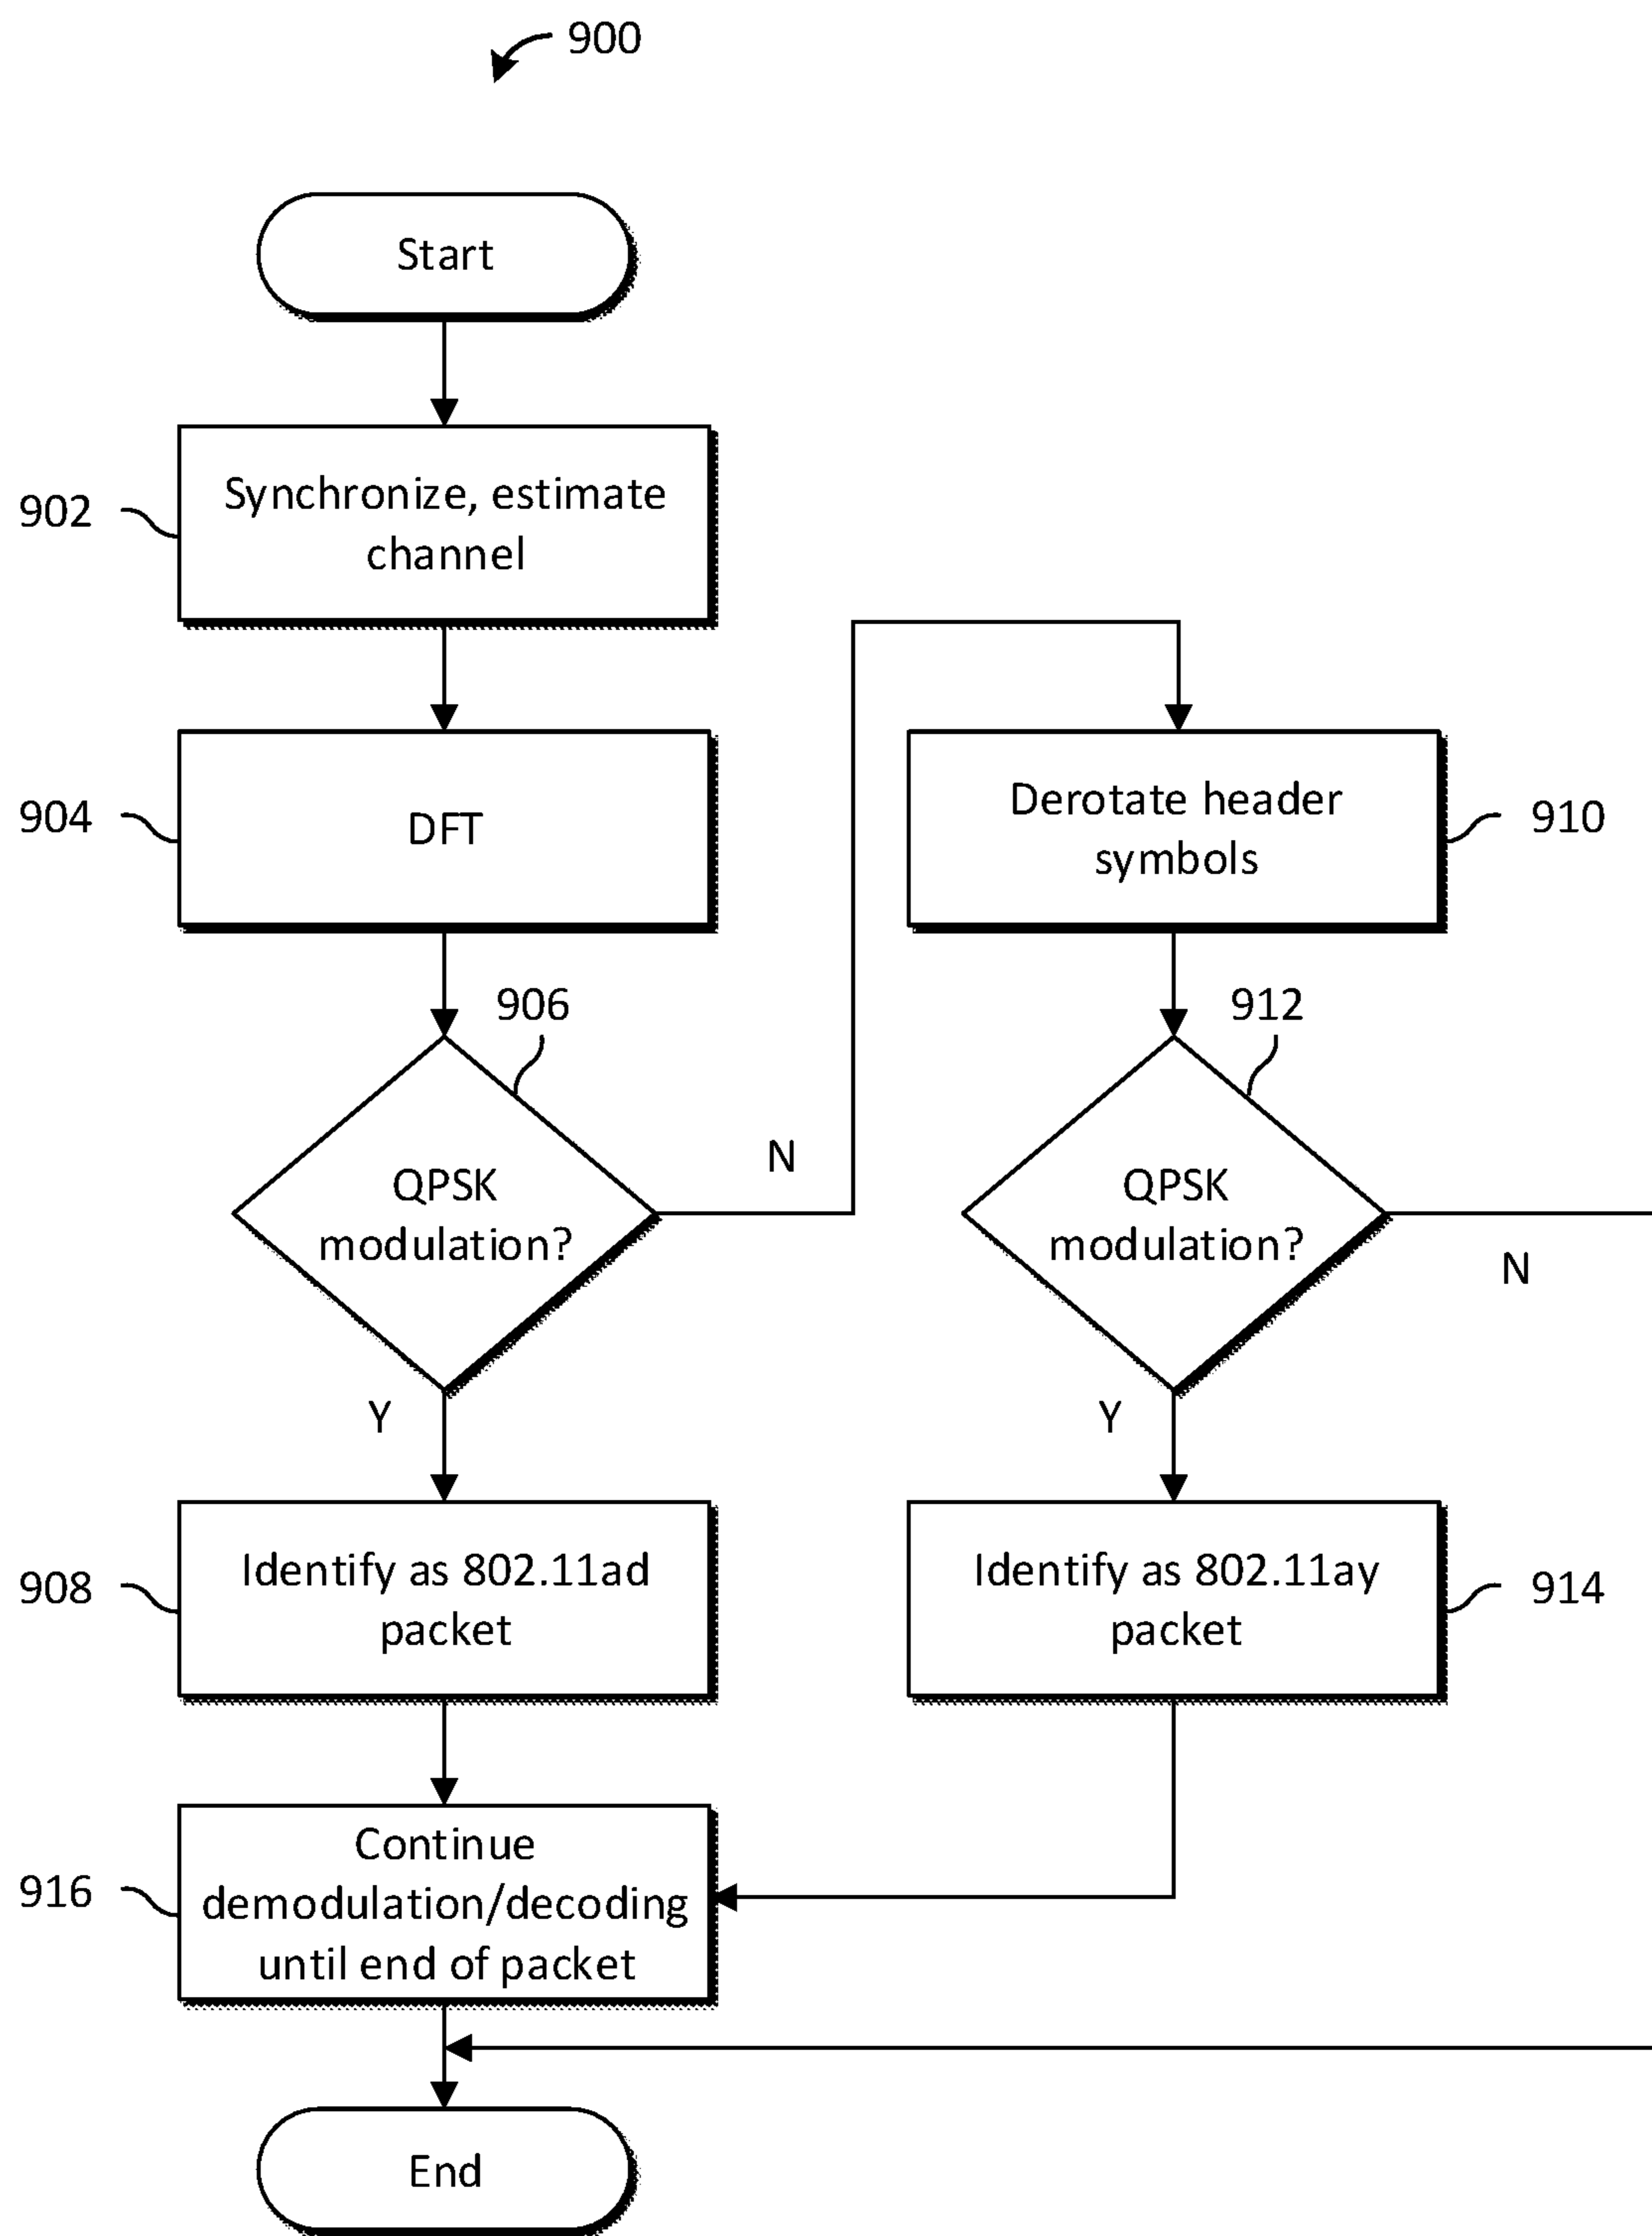 900
Start
902
Synchronize, estimate
channel
904
DFT
Derotate header
symbols
910
906
912
QPSK
modulation?
N
QPSK
modulation?
N
Y
Y
908
Identify as 802.11ad
packet
Identify as 802.11ay
packet
914
916
Continue
demodulation/decoding
until end of packet
End